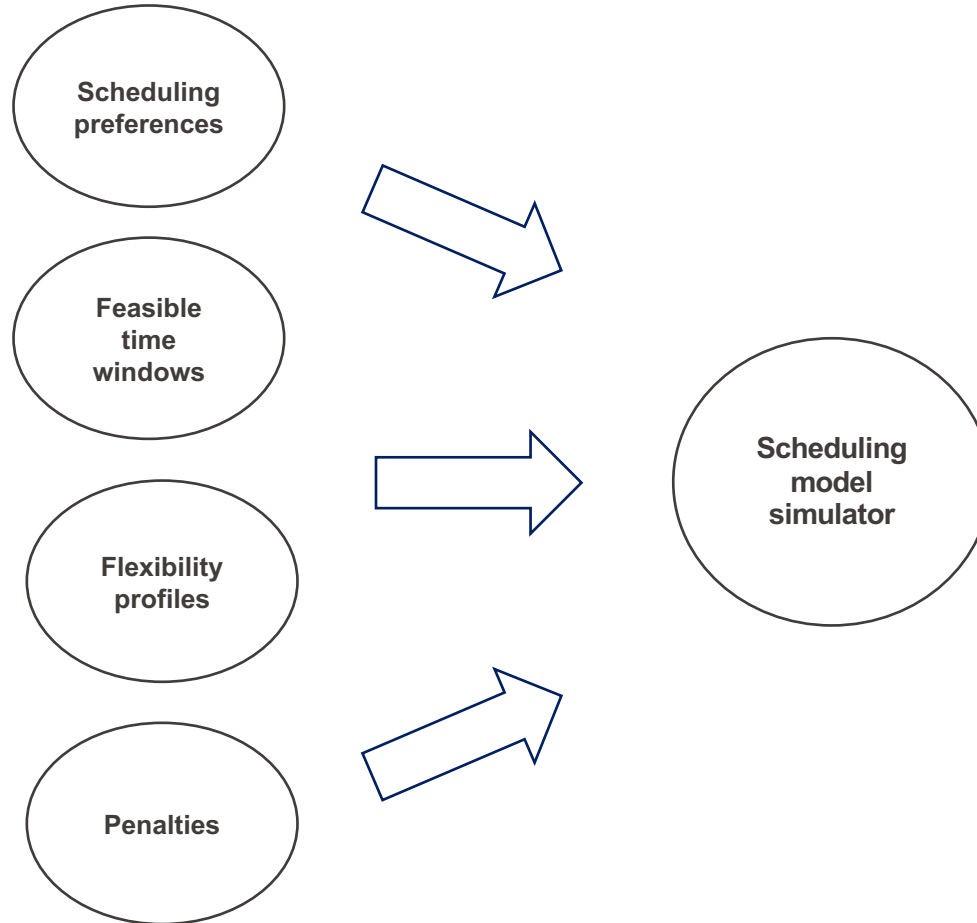 Scheduling
preferences
Feasible
time
windows
Flexibility
profiles
Penalties
Scheduling
model
simulator